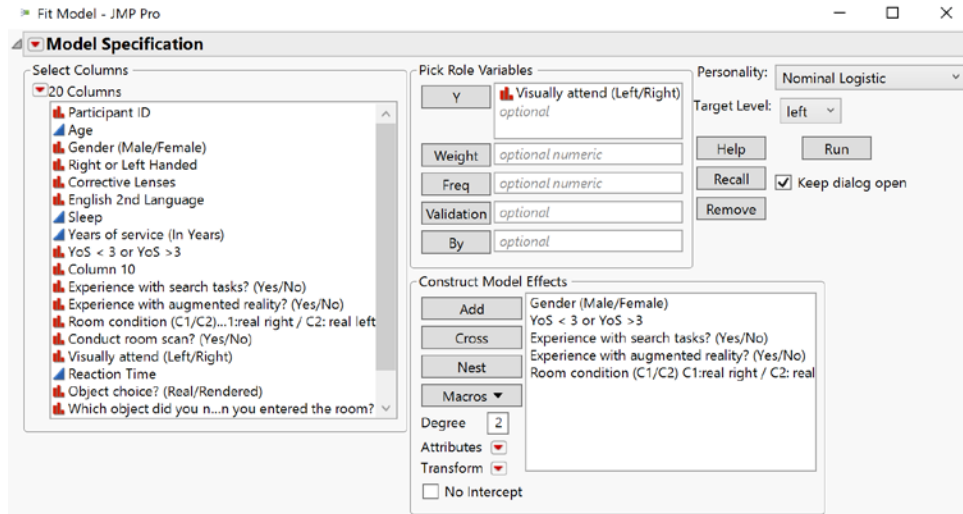 Fit Model - JMP Pro
Model Specification
Select Columns
20 Columns
Participant ID
Age
Gender (Male/Female)
Right or Left Handed
Corrective Lenses
English 2nd Language
Sleep
Years of service (In Years)
YoS < 3 or YoS >3
Column 10
Experience with search tasks? (Yes/No)
Experience with augmented reality? (Yes/No)
Room condition (C1/C2)...1:real right / C2: real left
Conduct room scan? (Yes/No)
Visually attend (Left/Right)
Reaction Time
Object choice? (Real/Rendered)
Which object did you n...n you entered the room?
Pick Role Variables
Y
Visually attend (Left/Right)
optional
Weight
optional numeric
Freq
optional numeric
Validation
optional
By
optional
Personality:
Nominal Logistic
Target Level:
left
Help
Run
Recall
Keep dialog open
Remove
Construct Model Effects
Add
Cross
Nest
Macros
Degree
2
Attributes
Transform
No Intercept
Gender (Male/Female)
YoS < 3 or YoS >3
Experience with search tasks? (Yes/No)
Experience with augmented reality? (Yes/No)
Room condition (C1/C2) C1:real right / C2: real